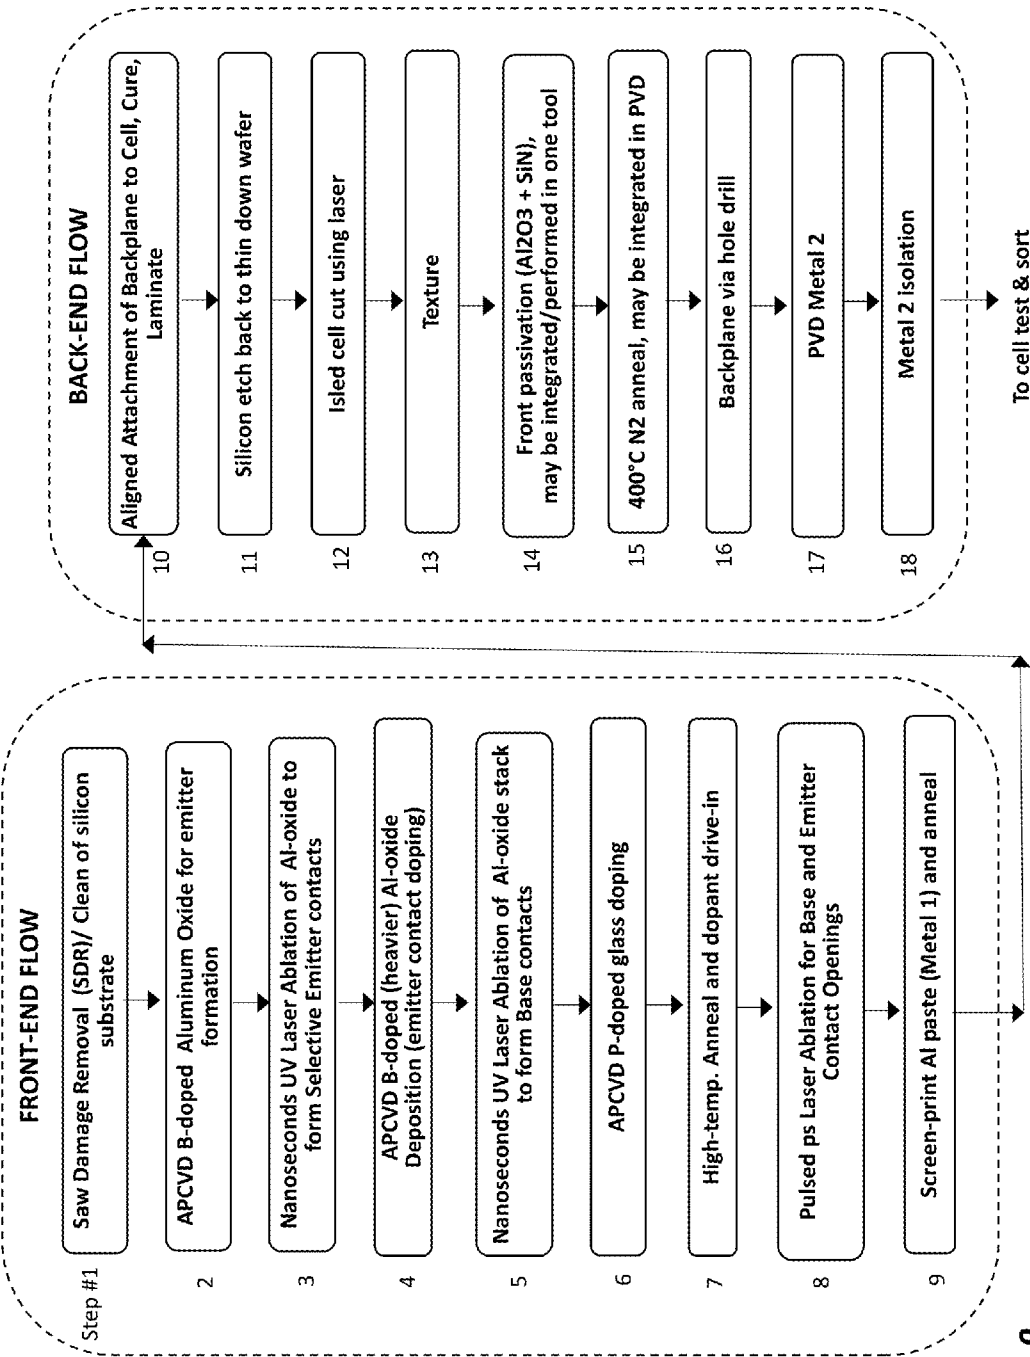 FRONT-END FLOW
Step #1
Saw Damage Removal (SDR)/ Clean of silicon
substrate
2
APCVD B-doped Aluminum Oxide for emitter
formation
3
Nanoseconds UV Laser Ablation of Al-oxide to
form Selective Emitter contacts
4
APCVD B-doped (heavier) Al-oxide
Deposition (emitter contact doping)
5
Nanoseconds UV Laser Ablation of Al-oxide stack
to form Base contacts
6
APCVD P-doped glass doping
7
High-temp. Anneal and dopant drive-in
8
Pulsed ps Laser Ablation for Base and Emitter
Contact Openings
9
Screen-print Al paste (Metal 1) and anneal
BACK-END FLOW
10
Aligned Attachment of Backplane to Cell, Cure,
Laminate
11
Silicon etch back to thin down wafer
12
Isled cell cut using laser
13
Texture
14
Front passivation (Al2O3 + SiN),
may be integrated/performed in one tool
15
400°C N2 anneal, may be integrated in PVD
16
Backplane via hole drill
17
PVD Metal 2
18
Metal 2 Isolation
To cell test & sort